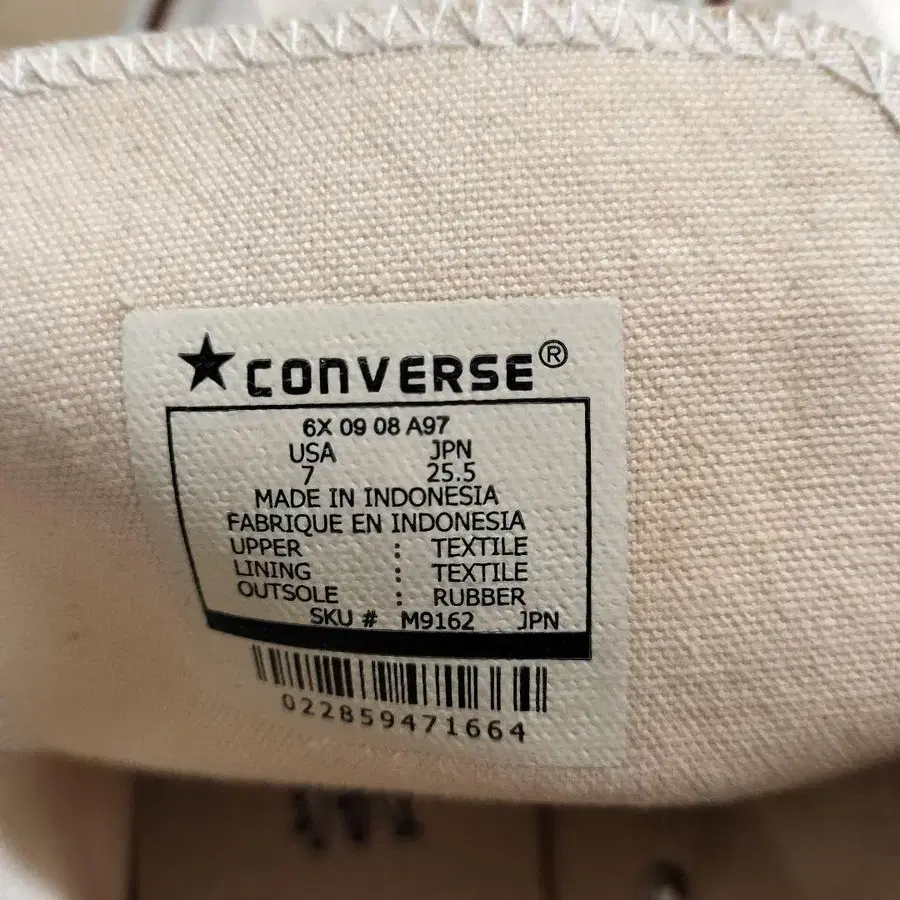 ★CONVERSE®
6X 09 08 A97
USA JPN
7 25.5
MADE IN INDONESIA
FABRIQUE EN INDONESIA
UPPER : TEXTILE
LINING : TEXTILE
OUTSOLE : RUBBER
SKU # M9162 JPN
022859471664